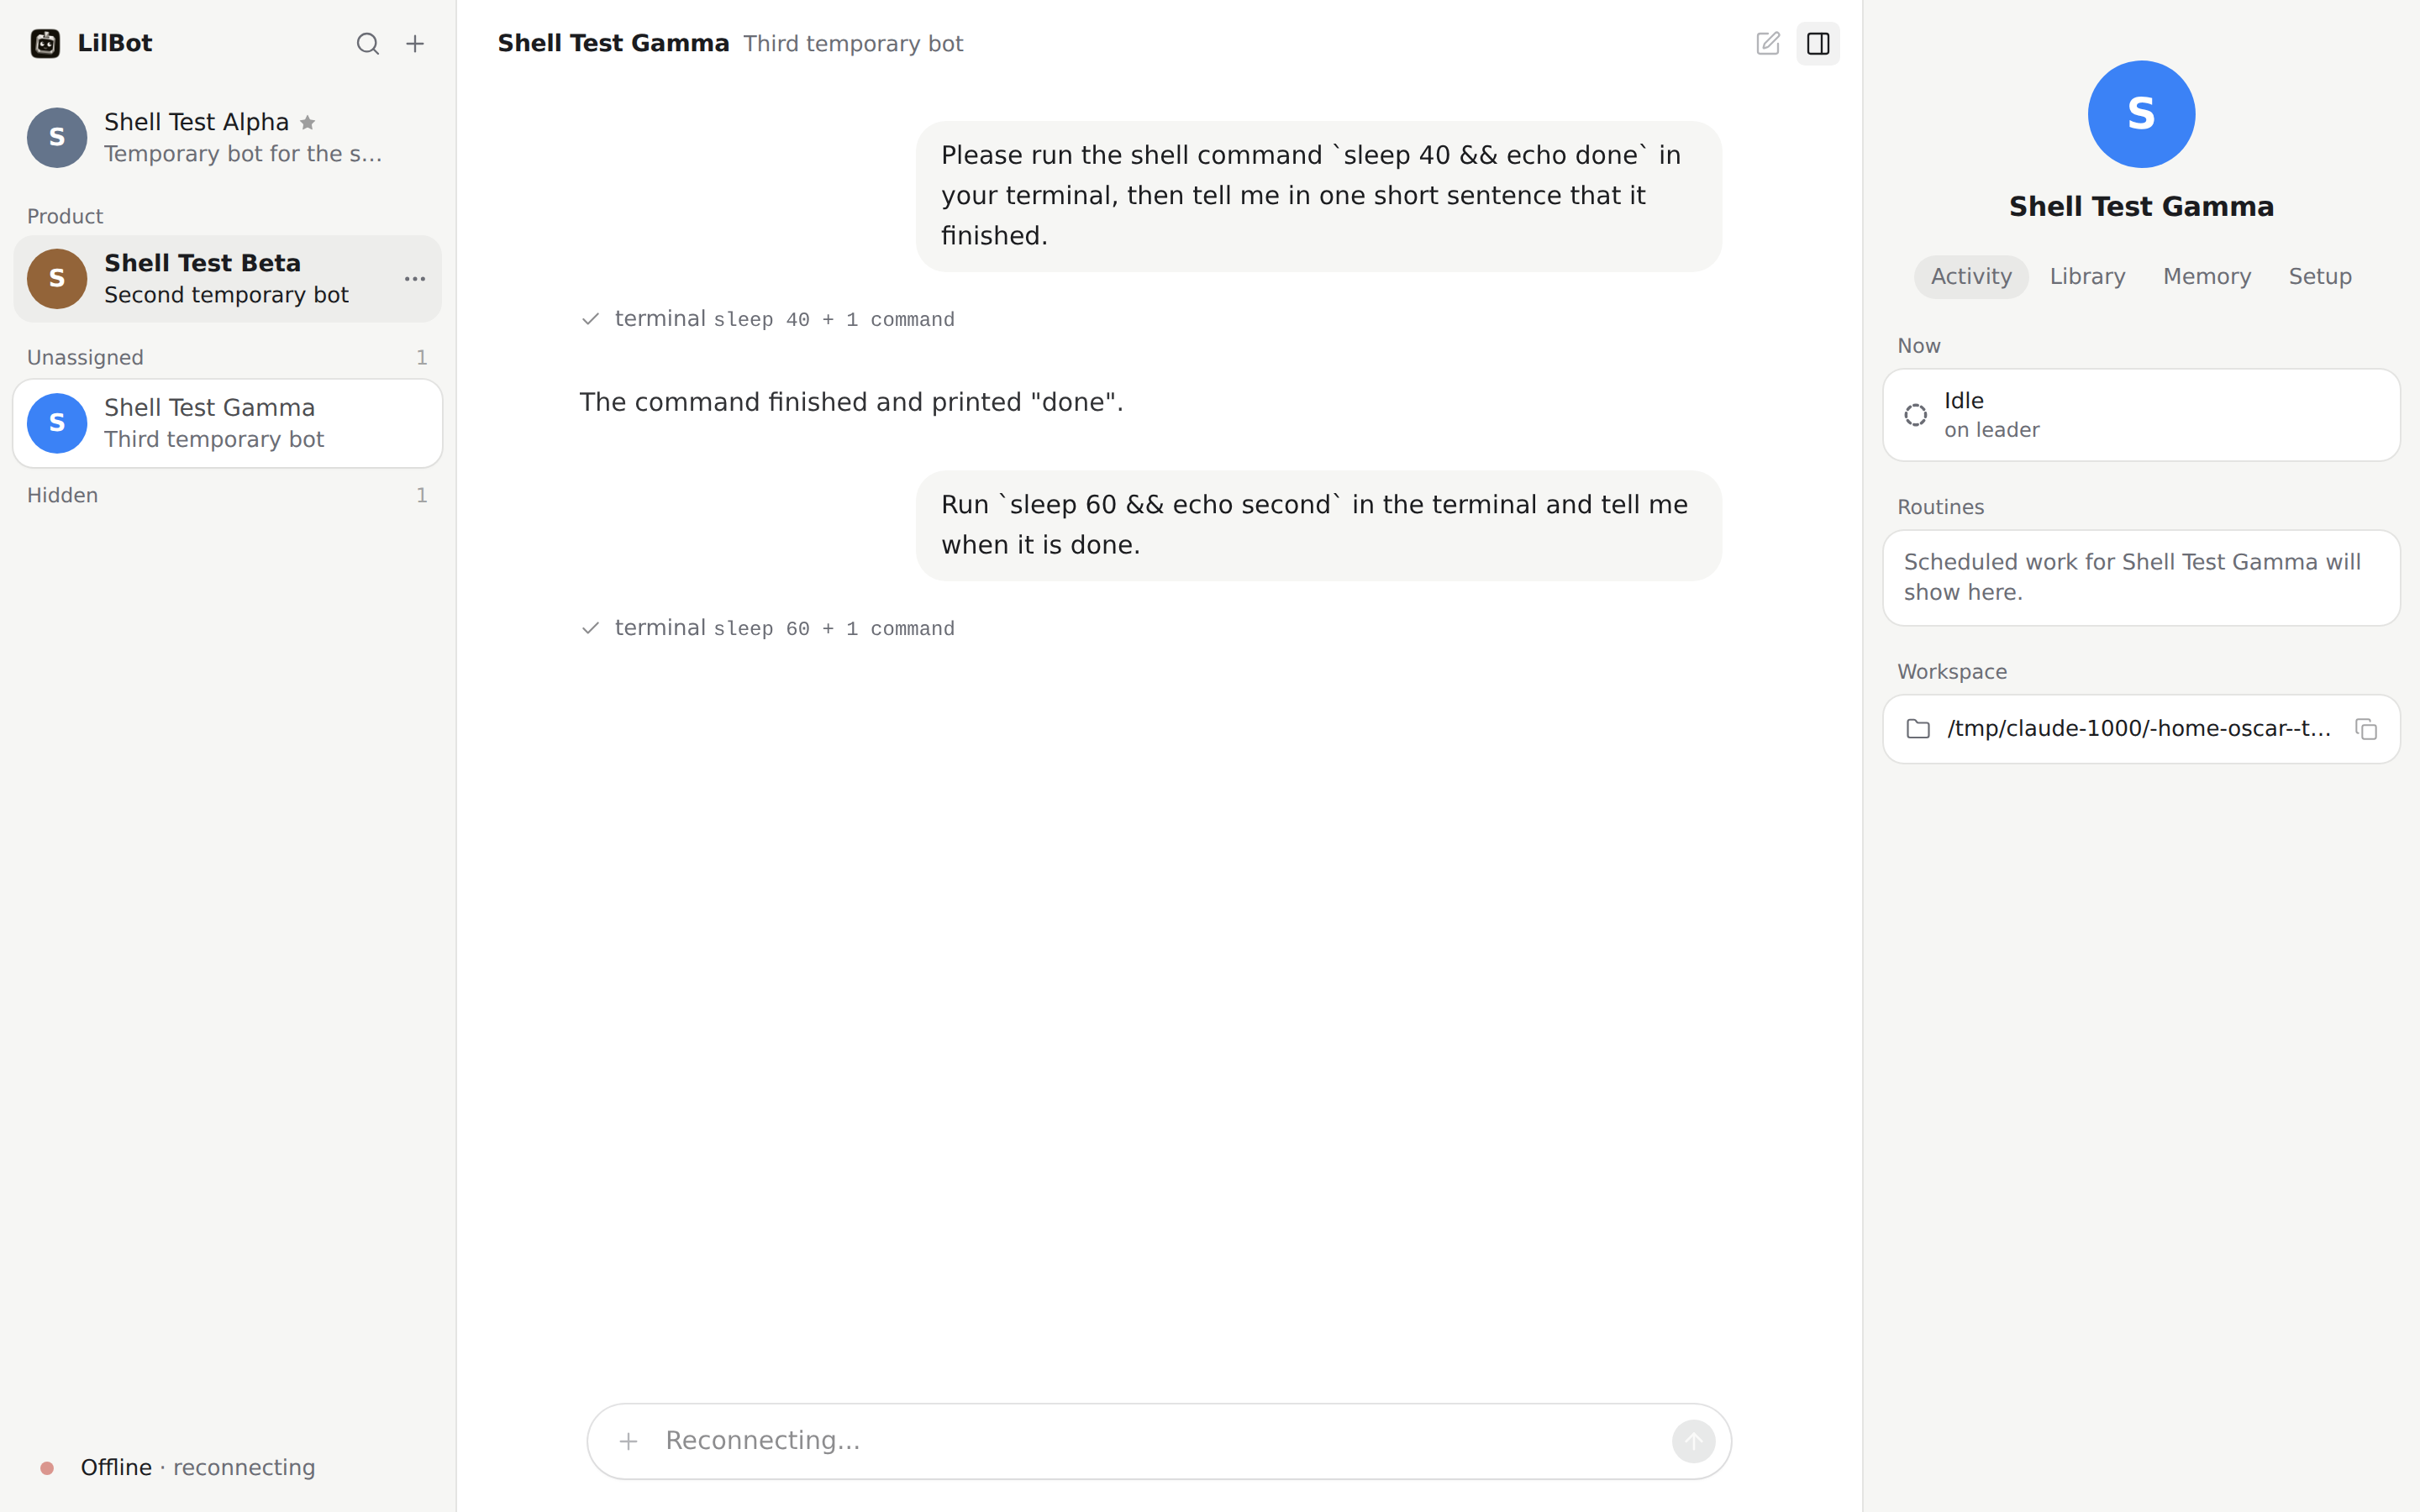 LilBot
S
Shell Test Alpha
Temporary bot for the s...
Product
S
Shell Test Beta
Second temporary bot
Unassigned 1
S
Shell Test Gamma
Third temporary bot
Hidden 1
Offline · reconnecting
Shell Test Gamma Third temporary bot
Please run the shell command `sleep 40 && echo done` in
your terminal, then tell me in one short sentence that it
finished.
terminal sleep 40 + 1 command
The command finished and printed "done".
Run `sleep 60 && echo second` in the terminal and tell me
when it is done.
terminal sleep 60 + 1 command
Reconnecting...
S
Shell Test Gamma
Activity Library Memory Setup
Now
Idle
on leader
Routines
Scheduled work for Shell Test Gamma will
show here.
Workspace
/tmp/claude-1000/-home-oscar--t...